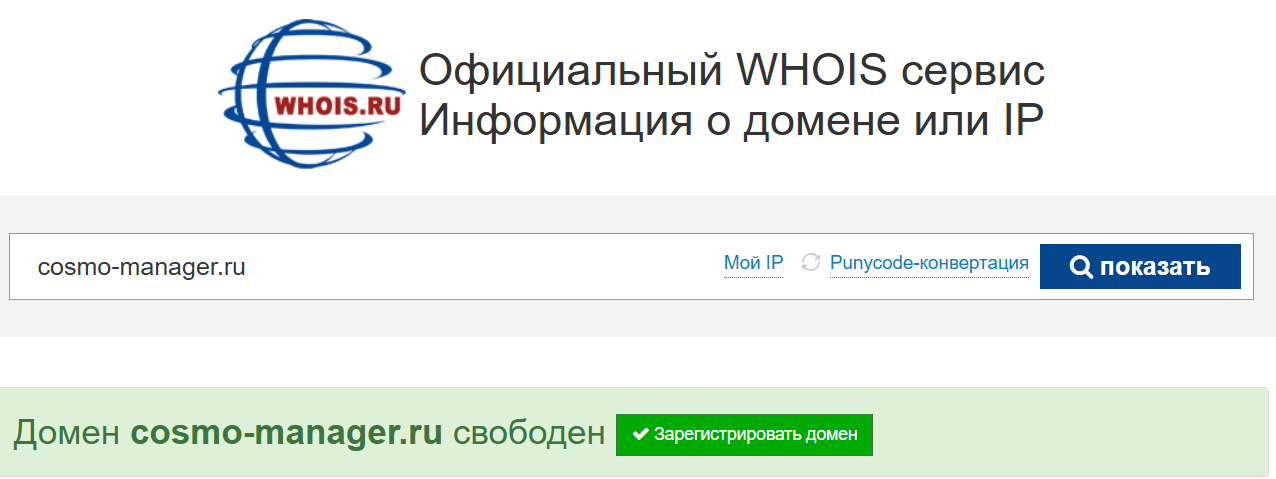 WHOIS.RU
Официальный WHOIS сервис
Информация о домене или IP
cosmo-manager.ru Мой IP Punycode-конвертация показать
Домен cosmo-manager.ru свободен Зарегистрировать домен